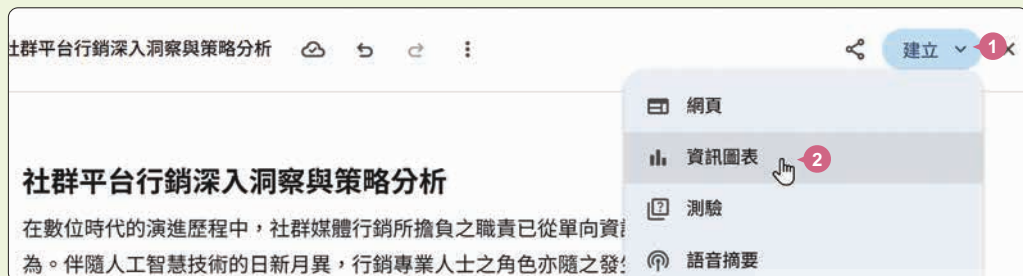 社群平台行銷深入洞察與策略分析
建立
1
網頁
資訊圖表
2
測驗
語音摘要
社群平台行銷深入洞察與策略分析
在數位時代的演進歷程中，社群媒體行銷所擔負之職責已從單向資
為。伴隨人工智慧技術的日新月異，行銷專業人士之角色亦隨之發